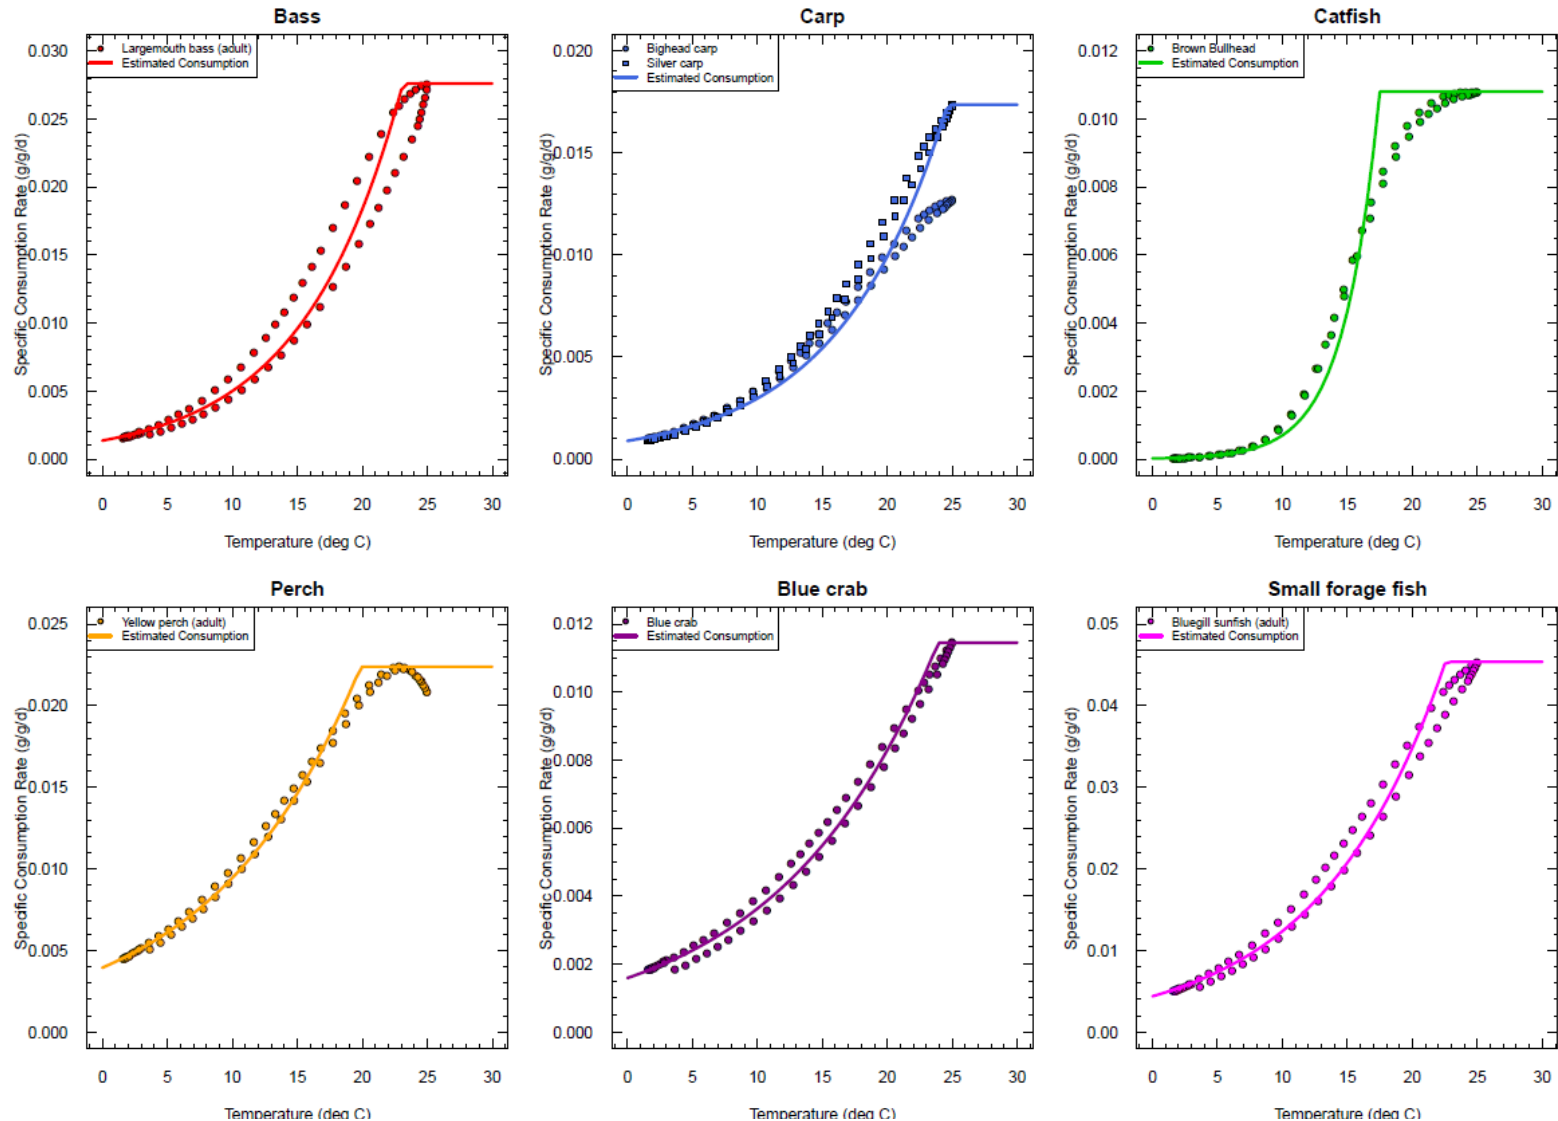 Bass
Largemouth bass (adult)
Estimated Consumption
0.030
0.025
0.020
0.015
0.010
0.005
0.000
Specific Consumption Rate (g/g/d)
0 5 10 15 20 25 30
Temperature (deg C)
Carp
Bighead carp
Silver carp
Estimated Consumption
0.020
0.015
0.010
0.005
0.000
Specific Consumption Rate (g/g/d)
0 5 10 15 20 25 30
Temperature (deg C)
Catfish
Brown Bullhead
Estimated Consumption
0.012
0.010
0.008
0.006
0.004
0.002
0.000
Specific Consumption Rate (g/g/d)
0 5 10 15 20 25 30
Temperature (deg C)
Perch
Yellow perch (adult)
Estimated Consumption
0.025
0.020
0.015
0.010
0.005
0.000
Specific Consumption Rate (g/g/d)
0 5 10 15 20 25 30
Temperature (deg C)
Blue crab
Blue crab
Estimated Consumption
0.012
0.010
0.008
0.006
0.004
0.002
0.000
Specific Consumption Rate (g/g/d)
0 5 10 15 20 25 30
Temperature (deg C)
Small forage fish
Bluegill sunfish (adult)
Estimated Consumption
0.05
0.04
0.03
0.02
0.01
0.00
Specific Consumption Rate (g/g/d)
0 5 10 15 20 25 30
Temperature (deg C)